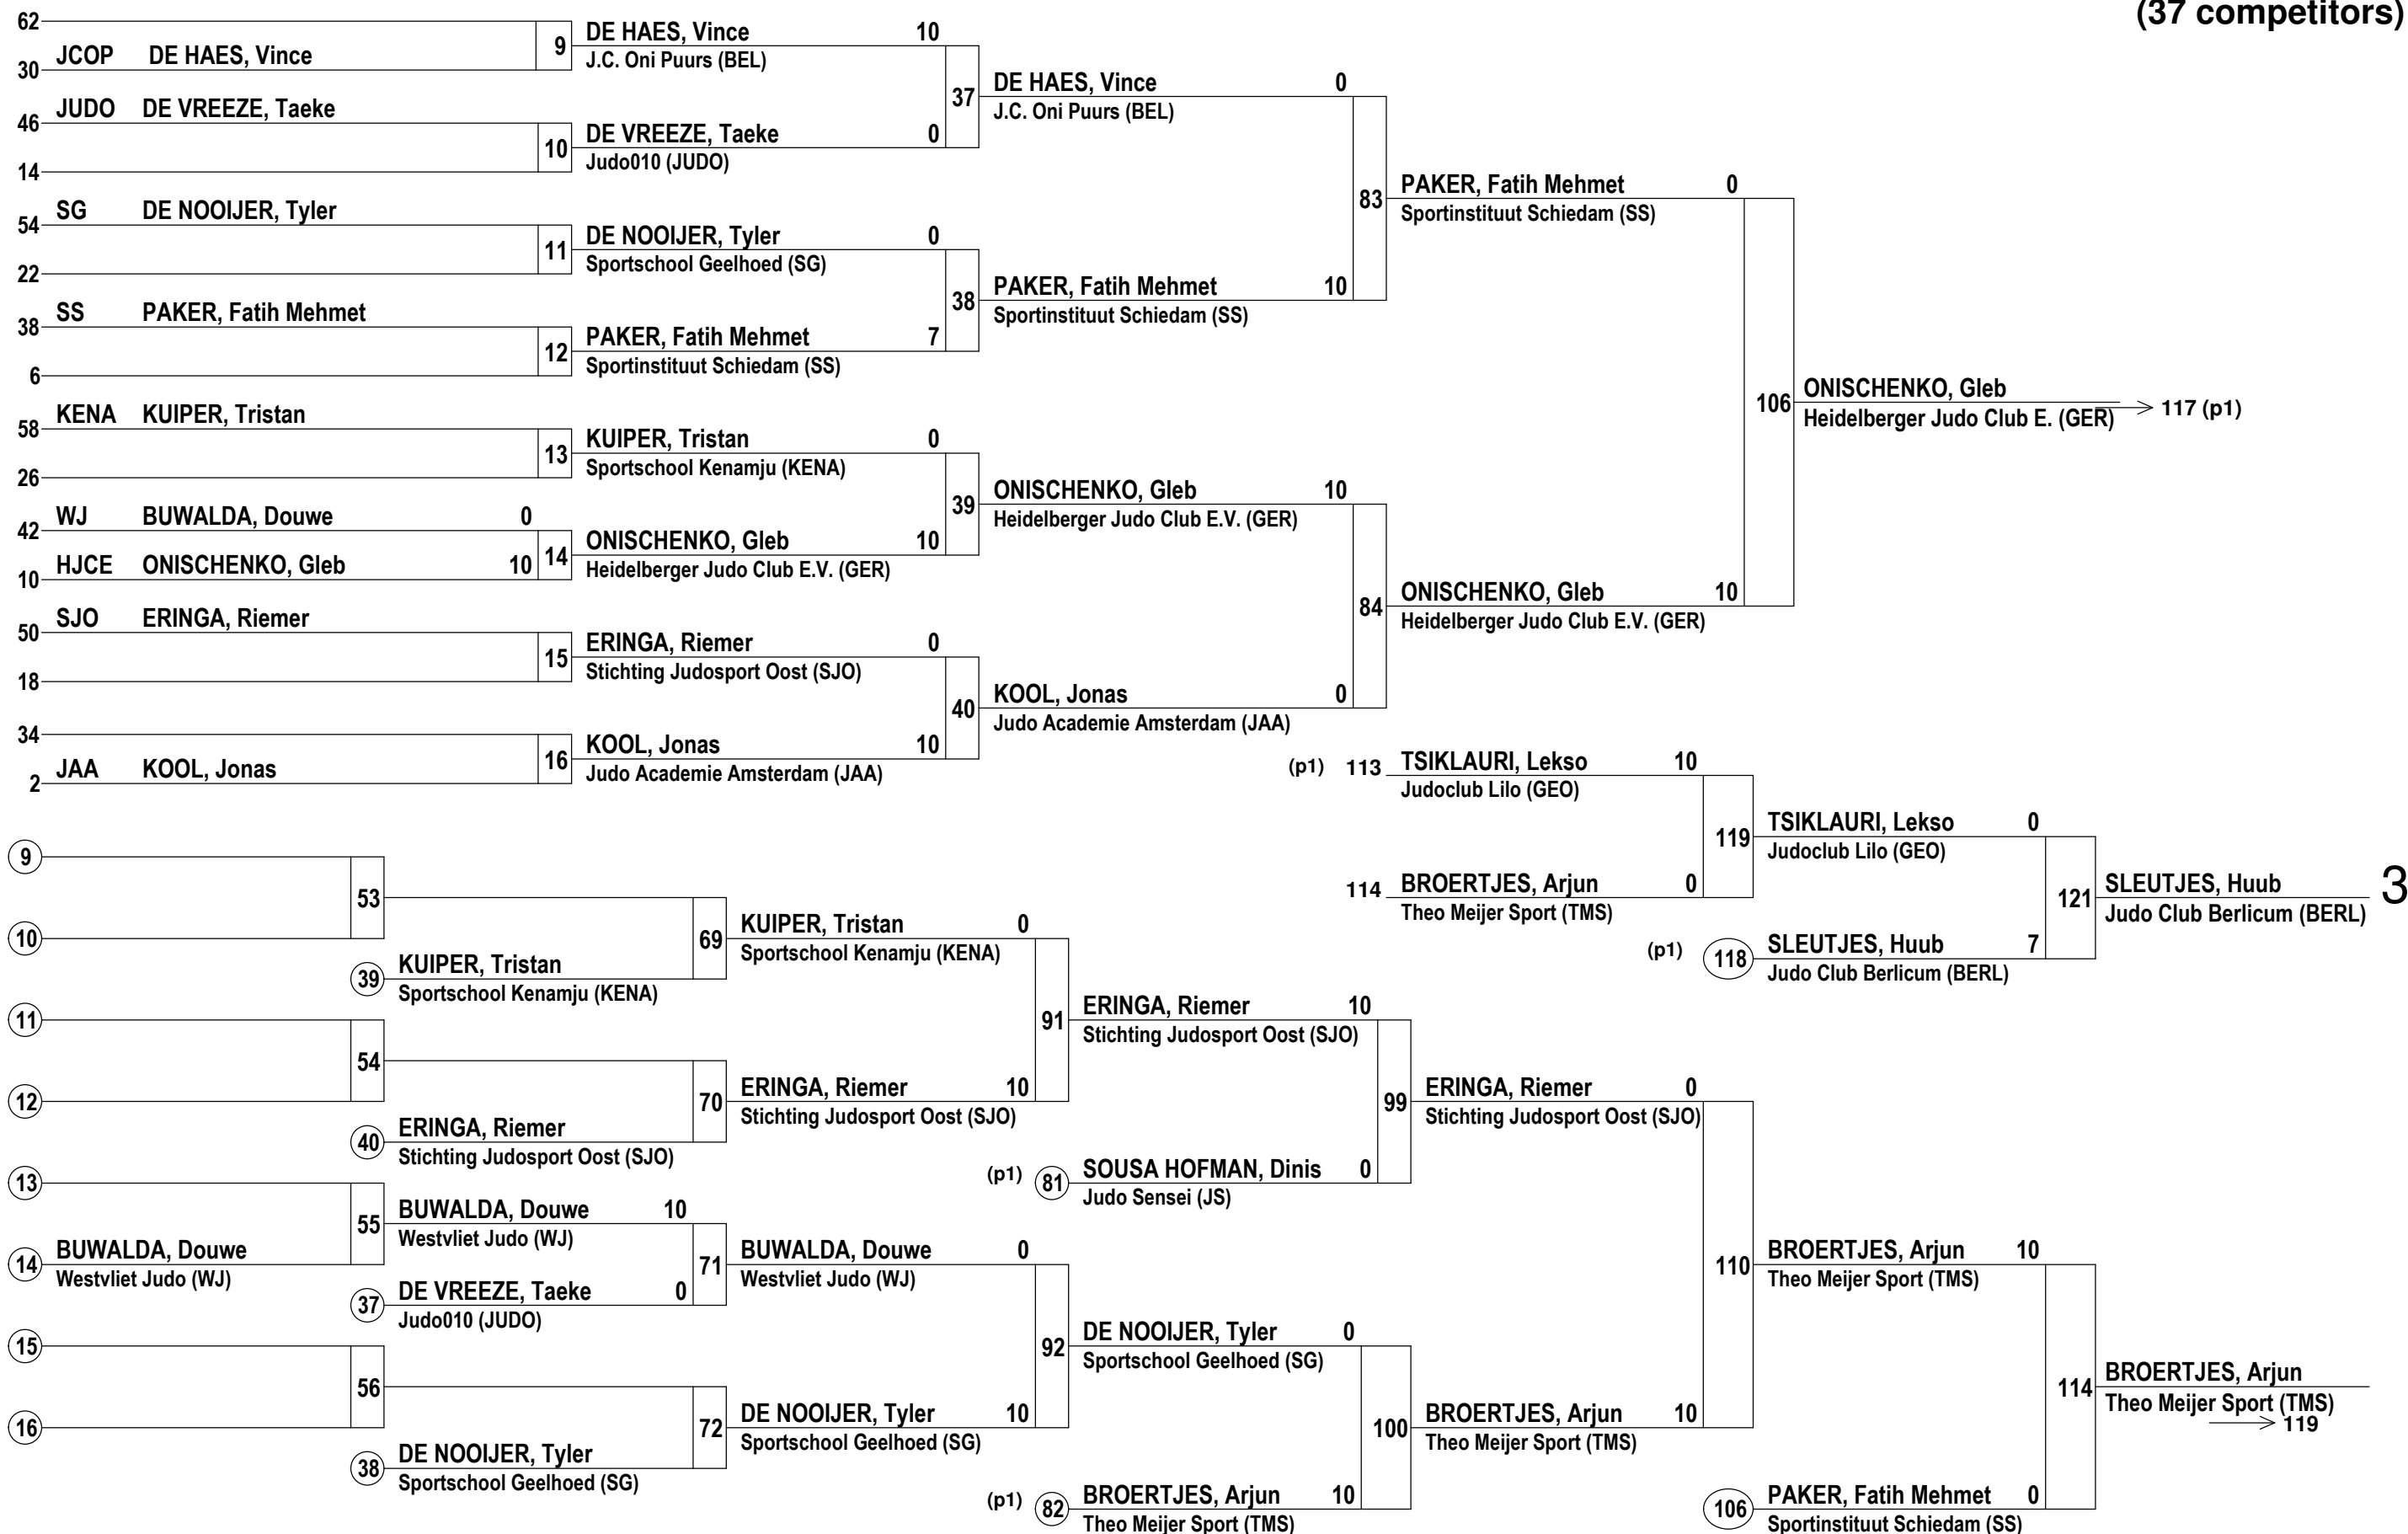 (37 competitors)
62
30 JCOP DE HAES, Vince
9
46 JUDO DE VREEZE, Taeke
14
10
54 SG DE NOOIJER, Tyler
22
11
38 SS PAKER, Fatih Mehmet
6
12
58 KENA KUIPER, Tristan
26
13
42 WJ BUWALDA, Douwe 0
10 HJCE ONISCHENKO, Gleb 10
14
50 SJO ERINGA, Riemer
18
15
34
2 JAA KOOL, Jonas
16
DE HAES, Vince 10
J.C. Oni Puurs (BEL)
37
DE VREEZE, Taeke 0
Judo010 (JUDO)
DE NOOIJER, Tyler 0
Sportschool Geelhoed (SG)
38
PAKER, Fatih Mehmet 7
Sportinstituut Schiedam (SS)
KUIPER, Tristan 0
Sportschool Kenamju (KENA)
39
ONISCHENKO, Gleb 10
Heidelberger Judo Club E.V. (GER)
ERINGA, Riemer 0
Stichting Judosport Oost (SJO)
40
KOOL, Jonas 10
Judo Academie Amsterdam (JAA)
DE HAES, Vince 0
J.C. Oni Puurs (BEL)
83
PAKER, Fatih Mehmet 10
Sportinstituut Schiedam (SS)
ONISCHENKO, Gleb 10
Heidelberger Judo Club E.V. (GER)
84
KOOL, Jonas 0
Judo Academie Amsterdam (JAA)
PAKER, Fatih Mehmet 0
Sportinstituut Schiedam (SS)
106
ONISCHENKO, Gleb 10
Heidelberger Judo Club E.V. (GER)
ONISCHENKO, Gleb
Heidelberger Judo Club E. (GER)
117 (p1)
(p1) 113 TSIKLAURI, Lekso 10
Judoclub Lilo (GEO)
119
114 BROERTJES, Arjun 0
Theo Meijer Sport (TMS)
TSIKLAURI, Lekso 0
Judoclub Lilo (GEO)
121
(p1) 118 SLEUTJES, Huub 7
Judo Club Berlicum (BERL)
SLEUTJES, Huub
Judo Club Berlicum (BERL)
3
9
53
10
11
54
12
13
55
14 BUWALDA, Douwe
Westvliet Judo (WJ)
15
56
16
69
39 KUIPER, Tristan
Sportschool Kenamju (KENA)
70
40 ERINGA, Riemer
Stichting Judosport Oost (SJO)
BUWALDA, Douwe 10
Westvliet Judo (WJ)
71
37 DE VREEZE, Taeke 0
Judo010 (JUDO)
72
38 DE NOOIJER, Tyler
Sportschool Geelhoed (SG)
KUIPER, Tristan 0
Sportschool Kenamju (KENA)
91
ERINGA, Riemer 10
Stichting Judosport Oost (SJO)
BUWALDA, Douwe 0
Westvliet Judo (WJ)
92
DE NOOIJER, Tyler 10
Sportschool Geelhoed (SG)
ERINGA, Riemer 10
Stichting Judosport Oost (SJO)
99
(p1) 81 SOUSA HOFMAN, Dinis 0
Judo Sensei (JS)
DE NOOIJER, Tyler 0
Sportschool Geelhoed (SG)
100
(p1) 82 BROERTJES, Arjun 10
Theo Meijer Sport (TMS)
ERINGA, Riemer 0
Stichting Judosport Oost (SJO)
110
BROERTJES, Arjun 10
Theo Meijer Sport (TMS)
BROERTJES, Arjun 10
Theo Meijer Sport (TMS)
114
106 PAKER, Fatih Mehmet 0
Sportinstituut Schiedam (SS)
BROERTJES, Arjun
Theo Meijer Sport (TMS)
119